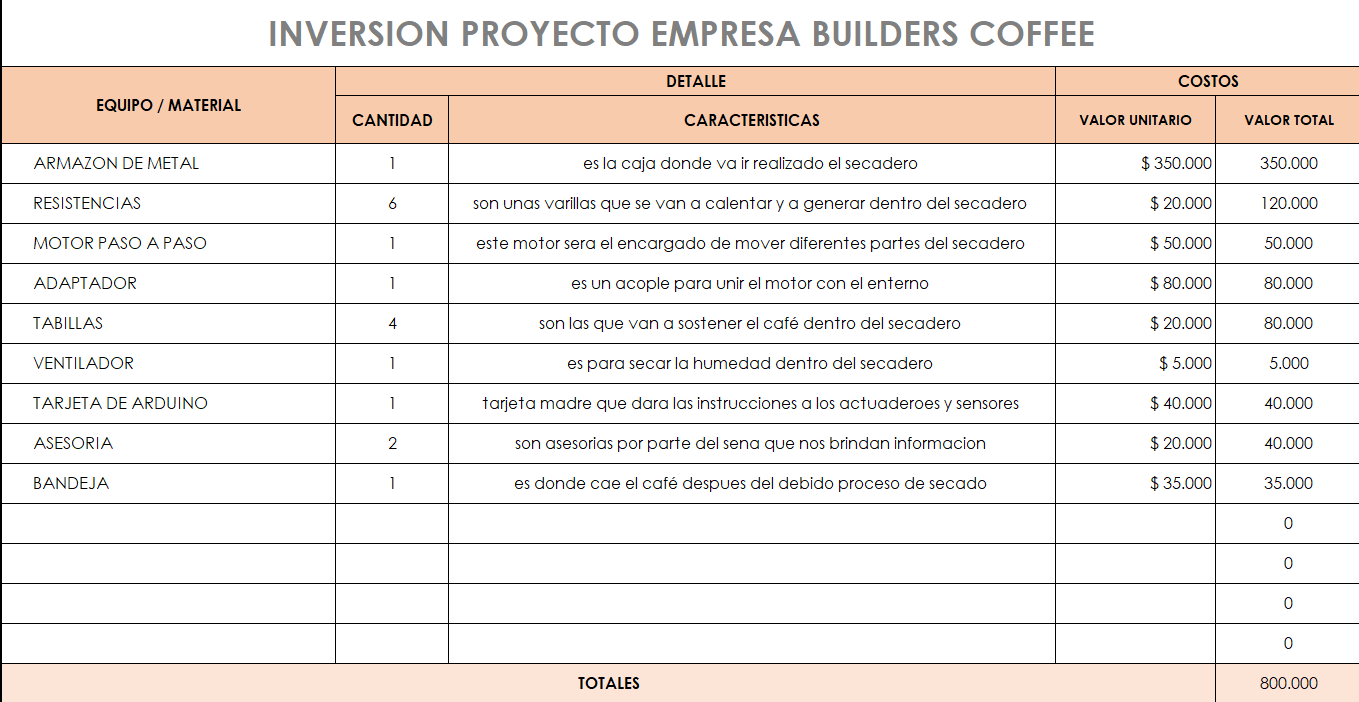 INVERSION PROYECTO EMPRESA BUILDERS COFFEE
EQUIPO / MATERIAL DETALLE COSTOS
CANTIDAD CARACTERISTICAS VALOR UNITARIO VALOR TOTAL
ARMAZON DE METAL 1 es la caja donde va ir realizado el secadero $ 350.000 350.000
RESISTENCIAS 6 son unas varillas que se van a calentar y a generar dentro del secadero $ 20.000 120.000
MOTOR PASO A PASO 1 este motor sera el encargado de mover diferentes partes del secadero $ 50.000 50.000
ADAPTADOR 1 es un acople para unir el motor con el enterno $ 80.000 80.000
TABILLAS 4 son las que van a sostener el café dentro del secadero $ 20.000 80.000
VENTILADOR 1 es para secar la humedad dentro del secadero $ 5.000 5.000
TARJETA DE ARDUINO 1 tarjeta madre que dara las instrucciones a los actuaderoes y sensores $ 40.000 40.000
ASESORIA 2 son asesorias por parte del sena que nos brindan informacion $ 20.000 40.000
BANDEJA 1 es donde cae el café despues del debido proceso de secado $ 35.000 35.000
0
0
0
0
TOTALES 800.000